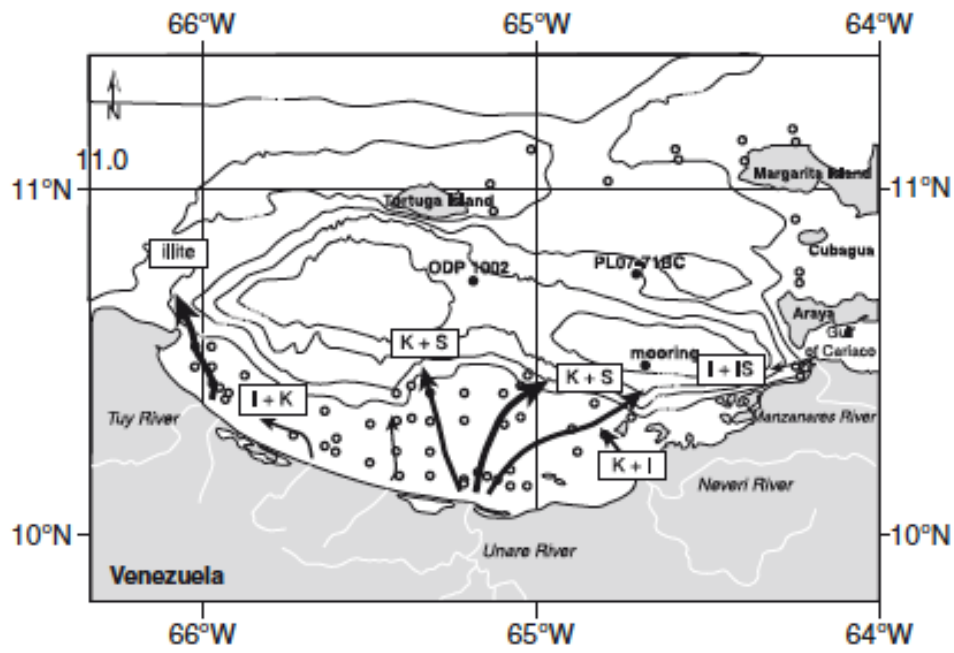 66°W 65°W 64°W
N
11.0
11°N
11°N
Margarita Island
Tortuga Island
illite
Cubagua
ODP 1002
PL07-71BC
Araya
Gulf
of Cariaco
K + S
mooring
I + IS
K + S
I + K
Tuy River
Manzanares River
K + I
Neveri River
10°N
10°N
Unare River
Venezuela
66°W 65°W 64°W